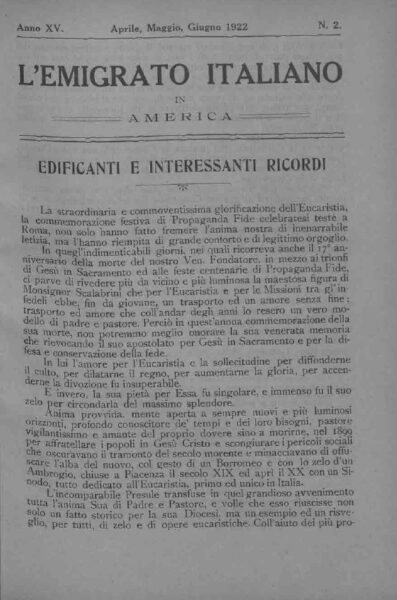 Anno XV. Aprile, Maggio, Giugno 1922 N. 2.
L'EMIGRATO ITALIANO
IN
AMERICA
EDIFICANTI E INTERESSANTI RICORDI
La straordinaria e commoventissima glorificazione dell'Eucaristia,
la commemorazione festiva di Propaganda Fide celebratesi testè a
Roma, non solo hanno fatto fremere l'anima nostra di inenarrabile
letizia, ma l'hanno riempita di grande contorto e di legittimo orgoglio.
In quegl'indimenticabili giorni, nei quali ricorreva anche il 17° an-
niversario della morte del nostro Ven. Fondatore, in mezzo ai trionfi
di Gesù in Sacramento ed alle feste centenarie di Propaganda Fide,
ci parve di rivedere più da vicino e più luminosa la maestosa figura di
Monsignor Scalabrini che per l'Eucaristia e per le Missioni tra gl'in-
fedeli ebbe, fin da giovane, un trasporto ed un amore senza fine;
trasporto ed amore che coll'andar degli anni lo resero un vero mo-
dello di padre e pastore. Perciò in quest'annua commemorazione della
sua morte, non potremmo meglio onorare la sua venerata memoria
che rievocando il suo apostolato per Gesù in Sacramento e per la di-
fesa e conservazione della fede.
In lui l'amore per l'Eucaristia e la sollecitudine per diffonderne
il culto, per dilatarne il regno, per aumentarne la gloria, per accen-
derne la divozione fu insuperabile.
E invero, la sua pietà per Essa fu singolare, e immenso fu il suo
zelo per circondarla del massimo splendore.
Anima provvida, mente aperta a sempre nuovi e più luminosi
orizzonti, profondo conoscitore de' tempi e dei loro bisogni, pastore
vigilantissimo e amante del proprio dovere sino a morirne, nel 1899
per affratellare i popoli in Gesù Cristo e scongiurare i pericoli sociali
che oscuravano il tramonto del secolo morente e minacciavano di offu-
scare l'alba del nuovo, col gesto di un Borromeo e con lo zelo d'un
Ambrogio, chiuse a Piacenza il secolo XIX ed aprì il XX con un Si-
nodo, tutto dedicato all'Eucaristia, primo ed unico in Italia.
L'incomparabile Presule transfuse in quel grandioso avvenimento
tutta l'anima Sua di Padre e Pastore, e volle che esso riuscisse non
solo un fatto storico per la sua Diocesi, ma un esempio ed un risve-
glio, per tutti, di zelo e di opere eucaristiche. Coll'aiuto dei più pro-